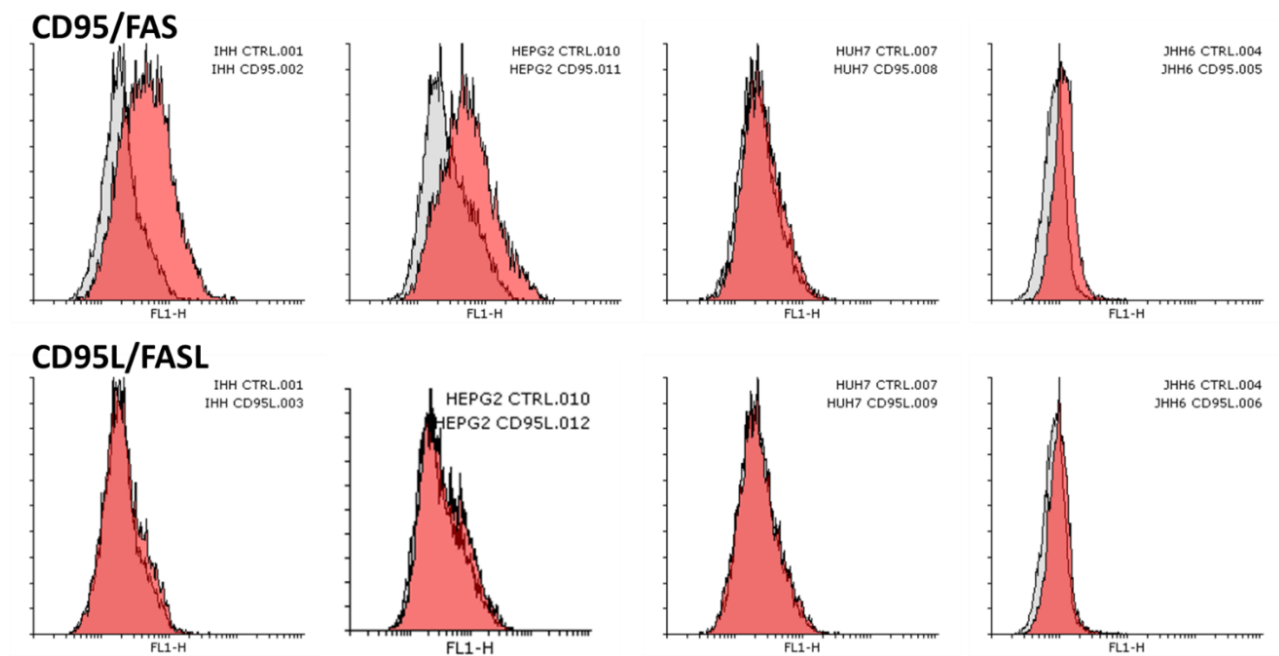 CD95/FAS
IHH CTRL.001
IHH CD95.002
FL1-H
HEPG2 CTRL.010
HEPG2 CD95.011
FL1-H
HUH7 CTRL.007
HUH7 CD95.008
FL1-H
JHH6 CTRL.004
JHH6 CD95.005
FL1-H
CD95L/FASL
IHH CTRL.001
IHH CD95L.003
FL1-H
HEPG2 CTRL.010
HEPG2 CD95L.012
FL1-H
HUH7 CTRL.007
HUH7 CD95L.009
FL1-H
JHH6 CTRL.004
JHH6 CD95L.006
FL1-H